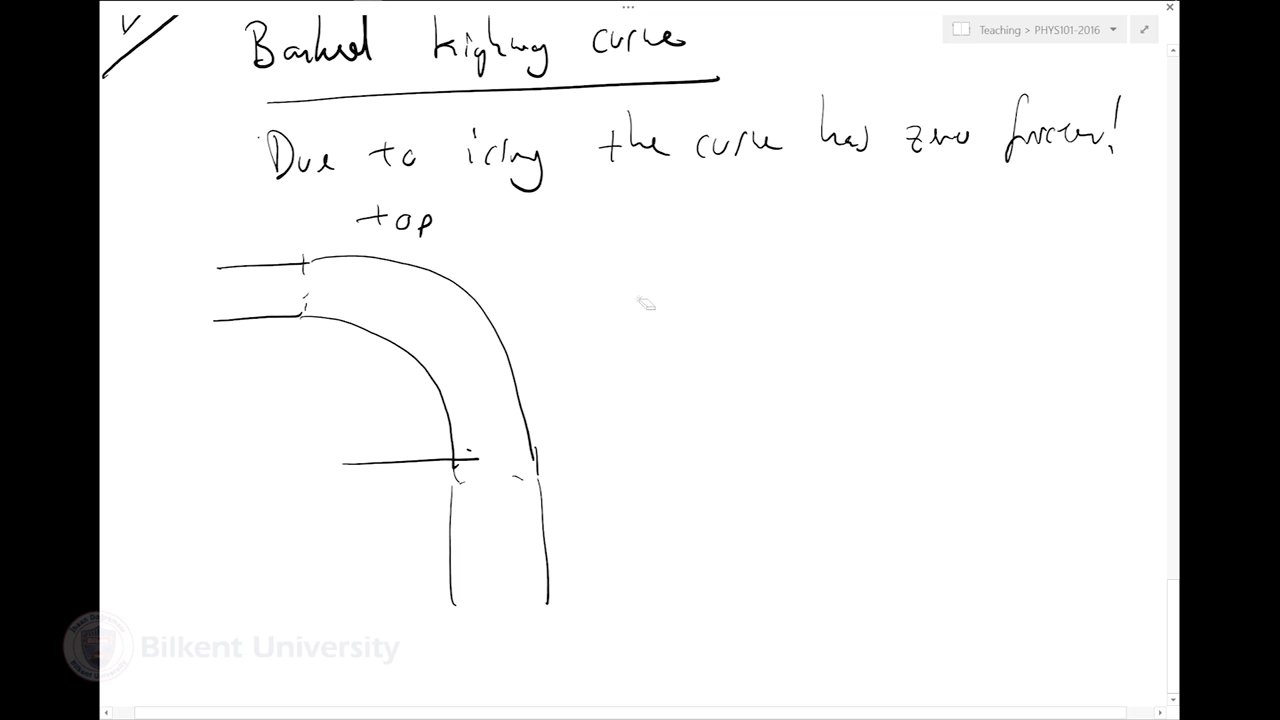 Teaching > PHYS101-2016
Banked highway curve
Due to icing the curve has zero friction!
top
Bilkent University